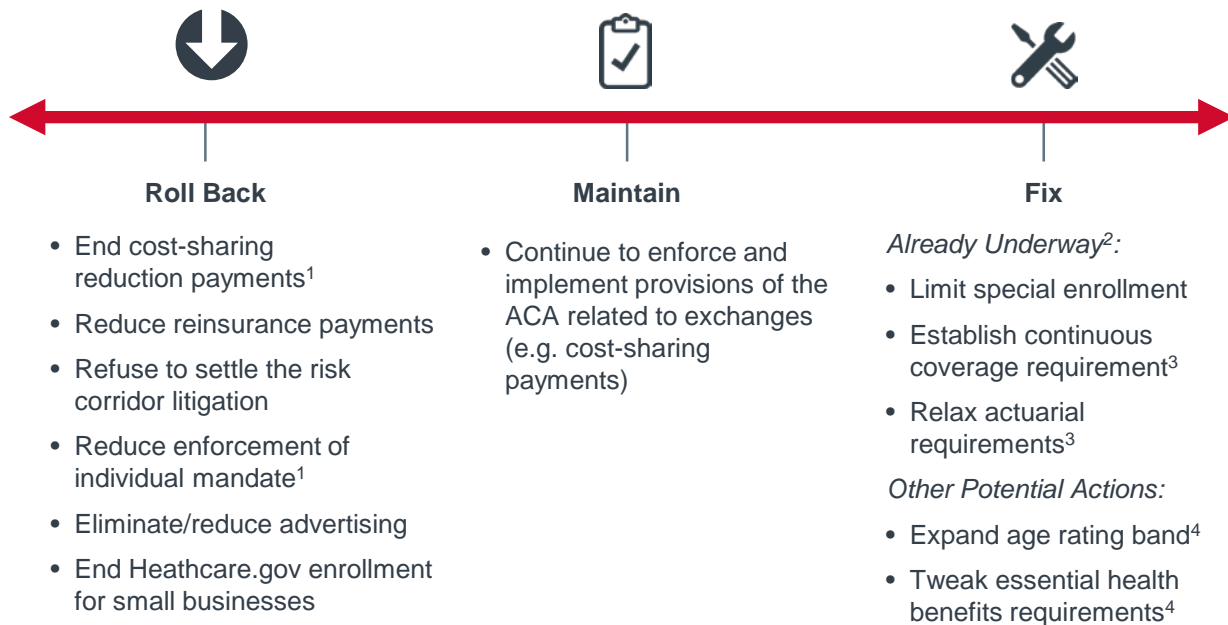 Roll Back
• End cost-sharing
reduction payments¹
• Reduce reinsurance payments
• Refuse to settle the risk
corridor litigation
• Reduce enforcement of
individual mandate¹
• Eliminate/reduce advertising
• End Heathcare.gov enrollment
for small businesses
Maintain
• Continue to enforce and
implement provisions of the
ACA related to exchanges
(e.g. cost-sharing
payments)
Fix
Already Underway²:
• Limit special enrollment
• Establish continuous
coverage requirement³
• Relax actuarial
requirements³
Other Potential Actions:
• Expand age rating band⁴
• Tweak essential health
benefits requirements⁴